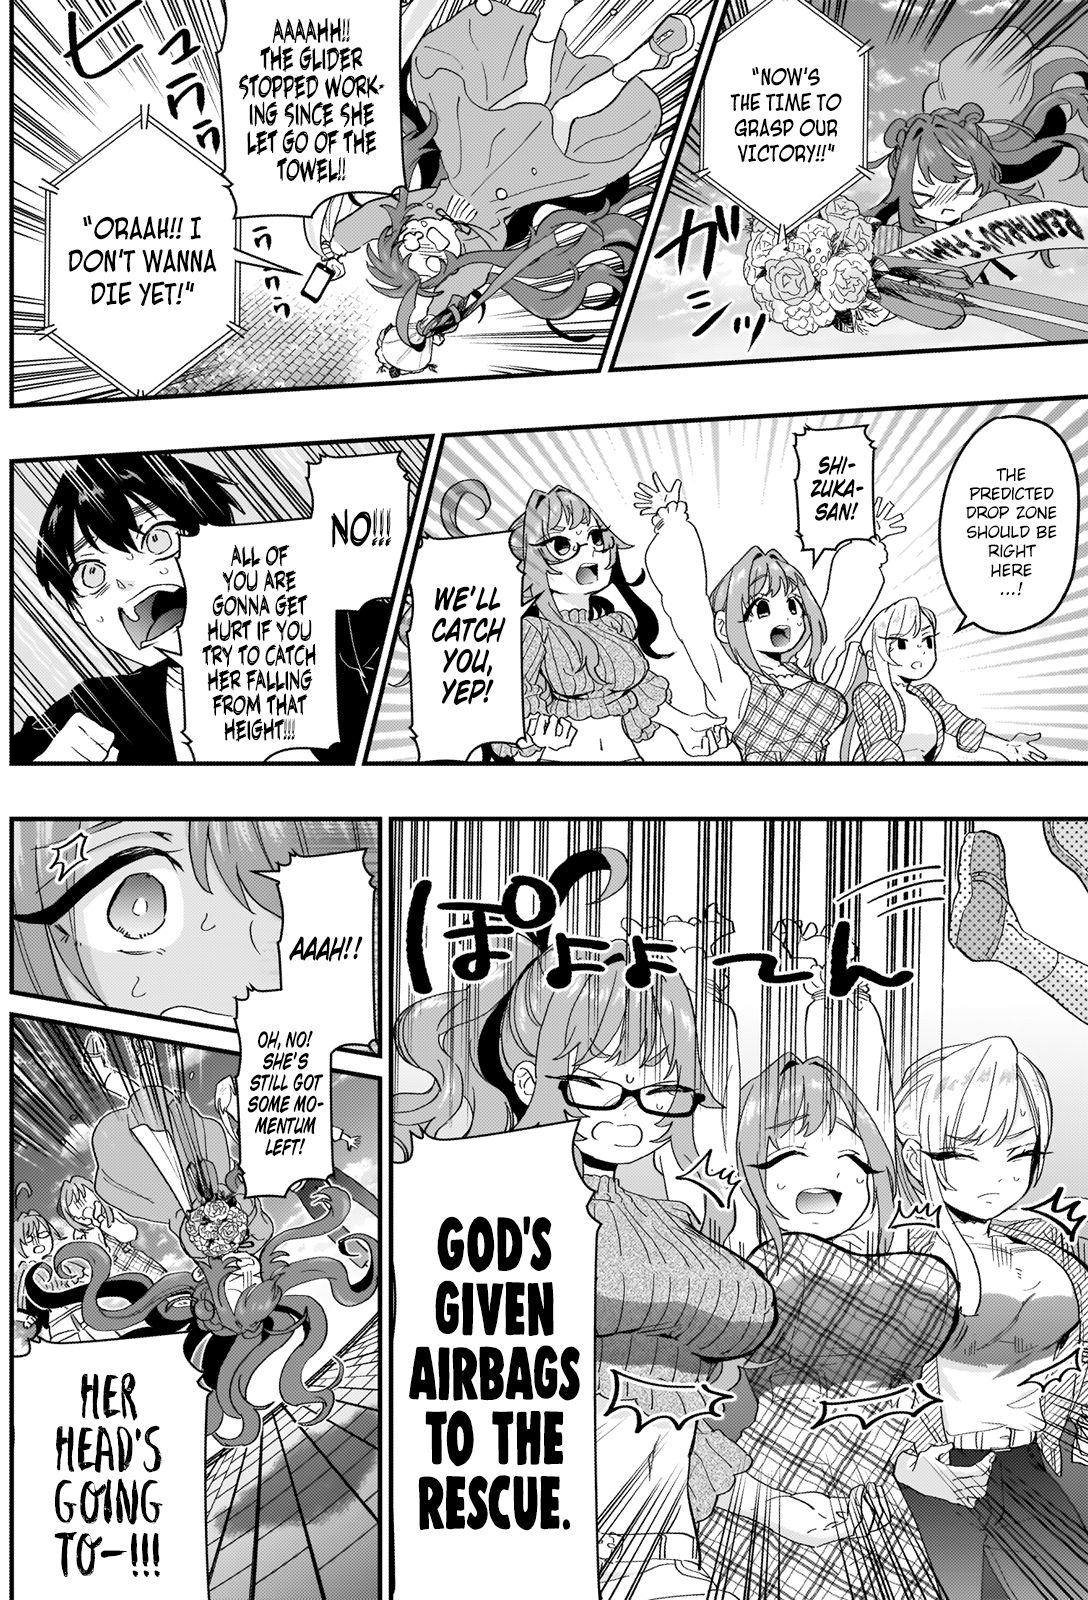 "NOW'S
THE TIME TO
GRASP OUR
VICTORY!!"
ガッ
AAAAHH!!
THE GLIDER
STOPPED WORK-
ING SINCE SHE
LET GO OF THE
TOWEL!!
"ORAAH!! I
DON'T WANNA
DIE YET!"
THE
PREDICTED
DROP ZONE
SHOULD BE
RIGHT
HERE
...!
SHI-
ZUKA-
SAN!
WE'LL
CATCH
YOU,
YEP!
NO!!!
ALL OF
YOU ARE
GONNA GET
HURT IF YOU
TRY TO CATCH
HER FALLING
FROM THAT
HEIGHT!!!
ぽよよ〜ん
GOD'S
GIVEN
AIRBAGS
TO THE
RESCUE.
AAAH!!
OH, NO!
SHE'S
STILL GOT
SOME MO-
MENTUM
LEFT!
HER
HEAD'S
GOING
TO-!!!